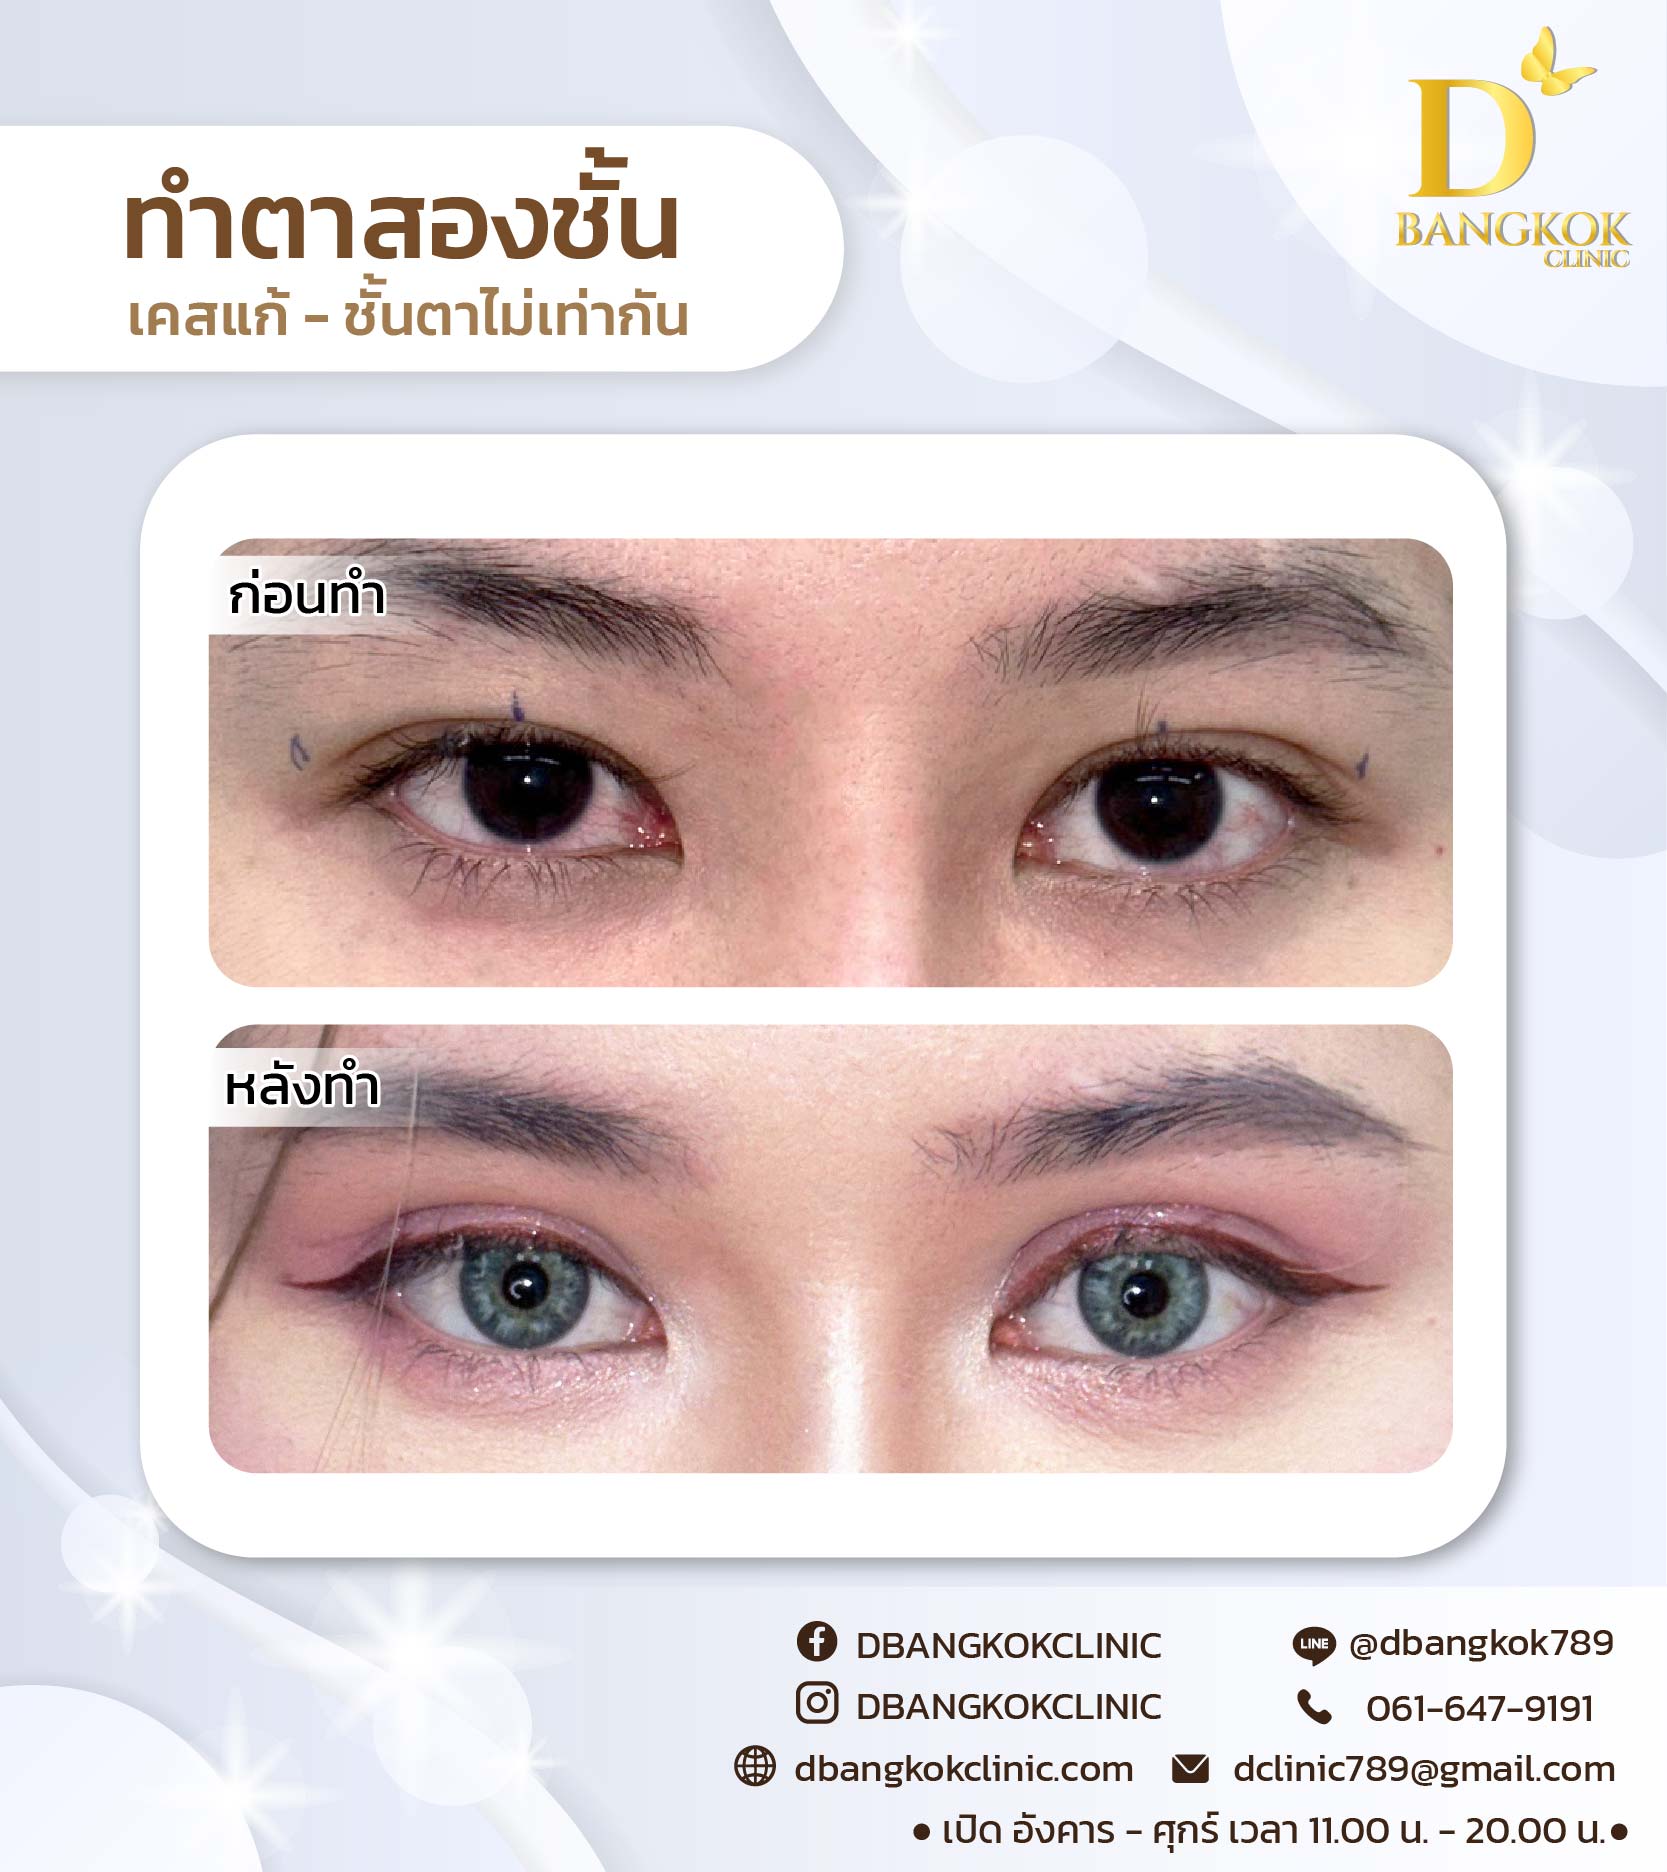 D
BANGKOK
CLINIC
ทำตาสองชั้น
เคสแก้ - ชั้นตาไม่เท่ากัน
ก่อนทำ
หลังทำ
DBANGKOKCLINIC
LINE @dbangkok789
DBANGKOKCLINIC
061-647-9191
dbangkokclinic.com
dclinic789@gmail.com
• เปิด อังคาร - ศุกร์ เวลา 11.00 น. - 20.00 น.•